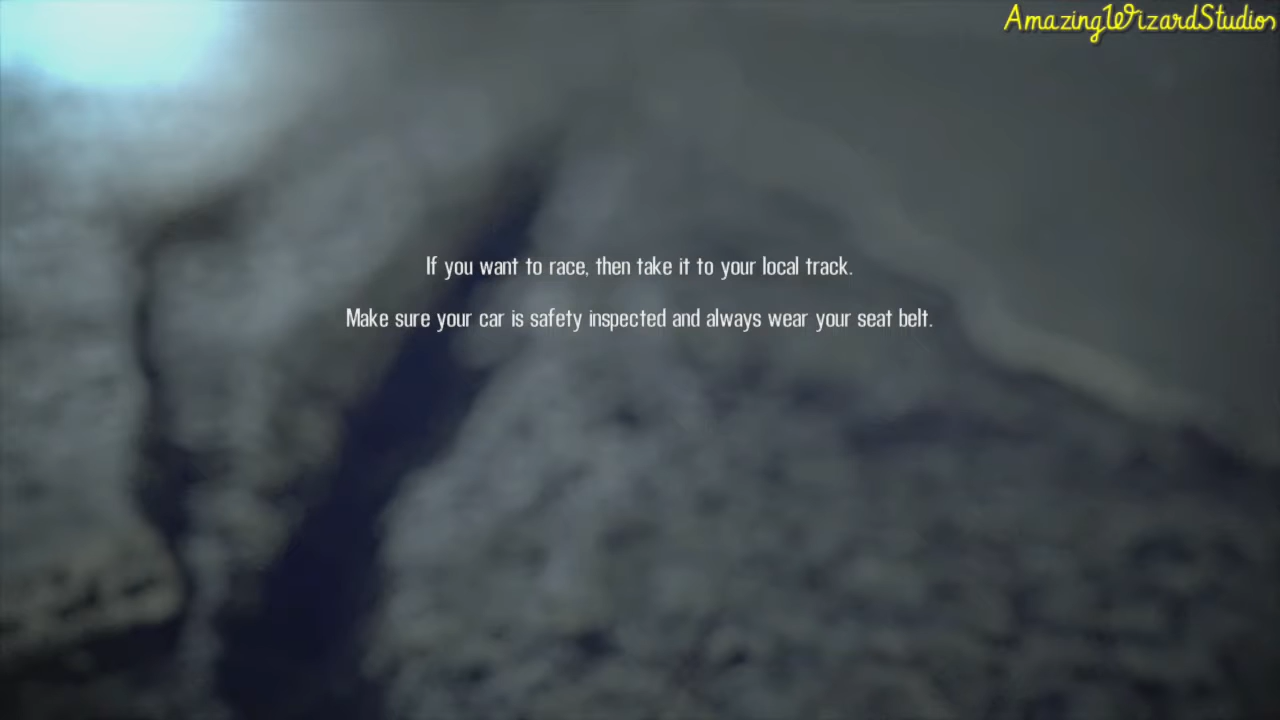 AmazingWizardStudios
If you want to race, then take it to your local track.
Make sure your car is safety inspected and always wear your seat belt.